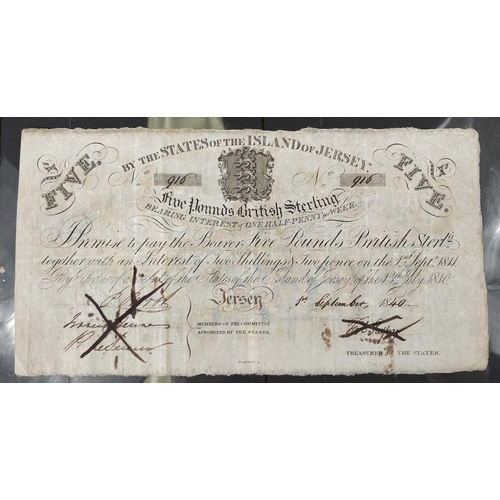 BY THE STATES OF THE ISLAND OF JERSEY.
FIVE. FIVE.
No. 916 No. 916
Five Pounds British Sterling
BEARING INTEREST of ONE HALF-PENNY per WEEK.
I Promise to pay the Bearer Five Pounds British Sterlg.
together with an Interest of Two Shillings & Two pence on the 1st Septr. 1841
By order of an Act of the States of the Island of Jersey, of the July 1840
Jersey 1st September, 1840.
MEMBERS OF THE COMMITTEE
APPOINTED BY THE STATES.
TREASURER OF THE STATES.